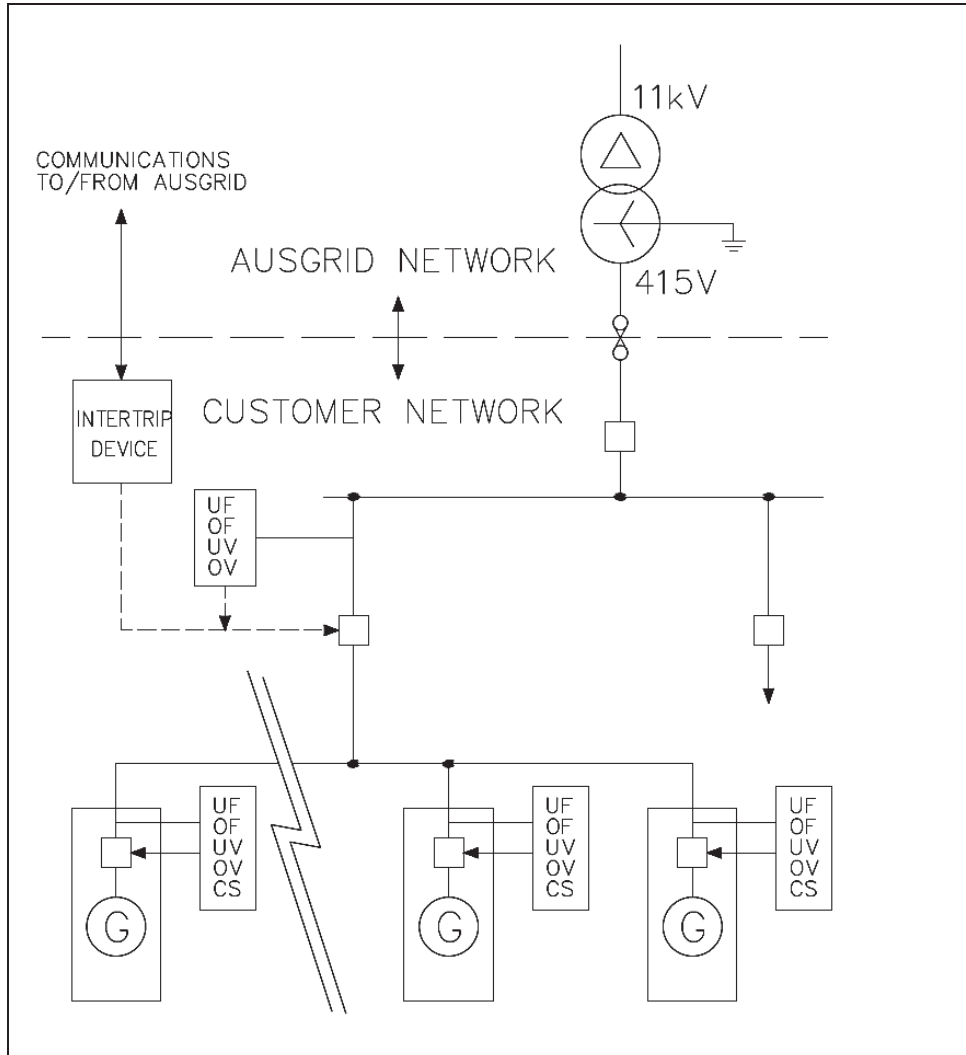 11kV
COMMUNICATIONS
TO/FROM AUSGRID
AUSGRID NETWORK
415V
CUSTOMER NETWORK
INTERTRIP
DEVICE
UF
OF
UV
OV
UF
OF
UV
OV
CS
G
UF
OF
UV
OV
CS
G
UF
OF
UV
OV
CS
G